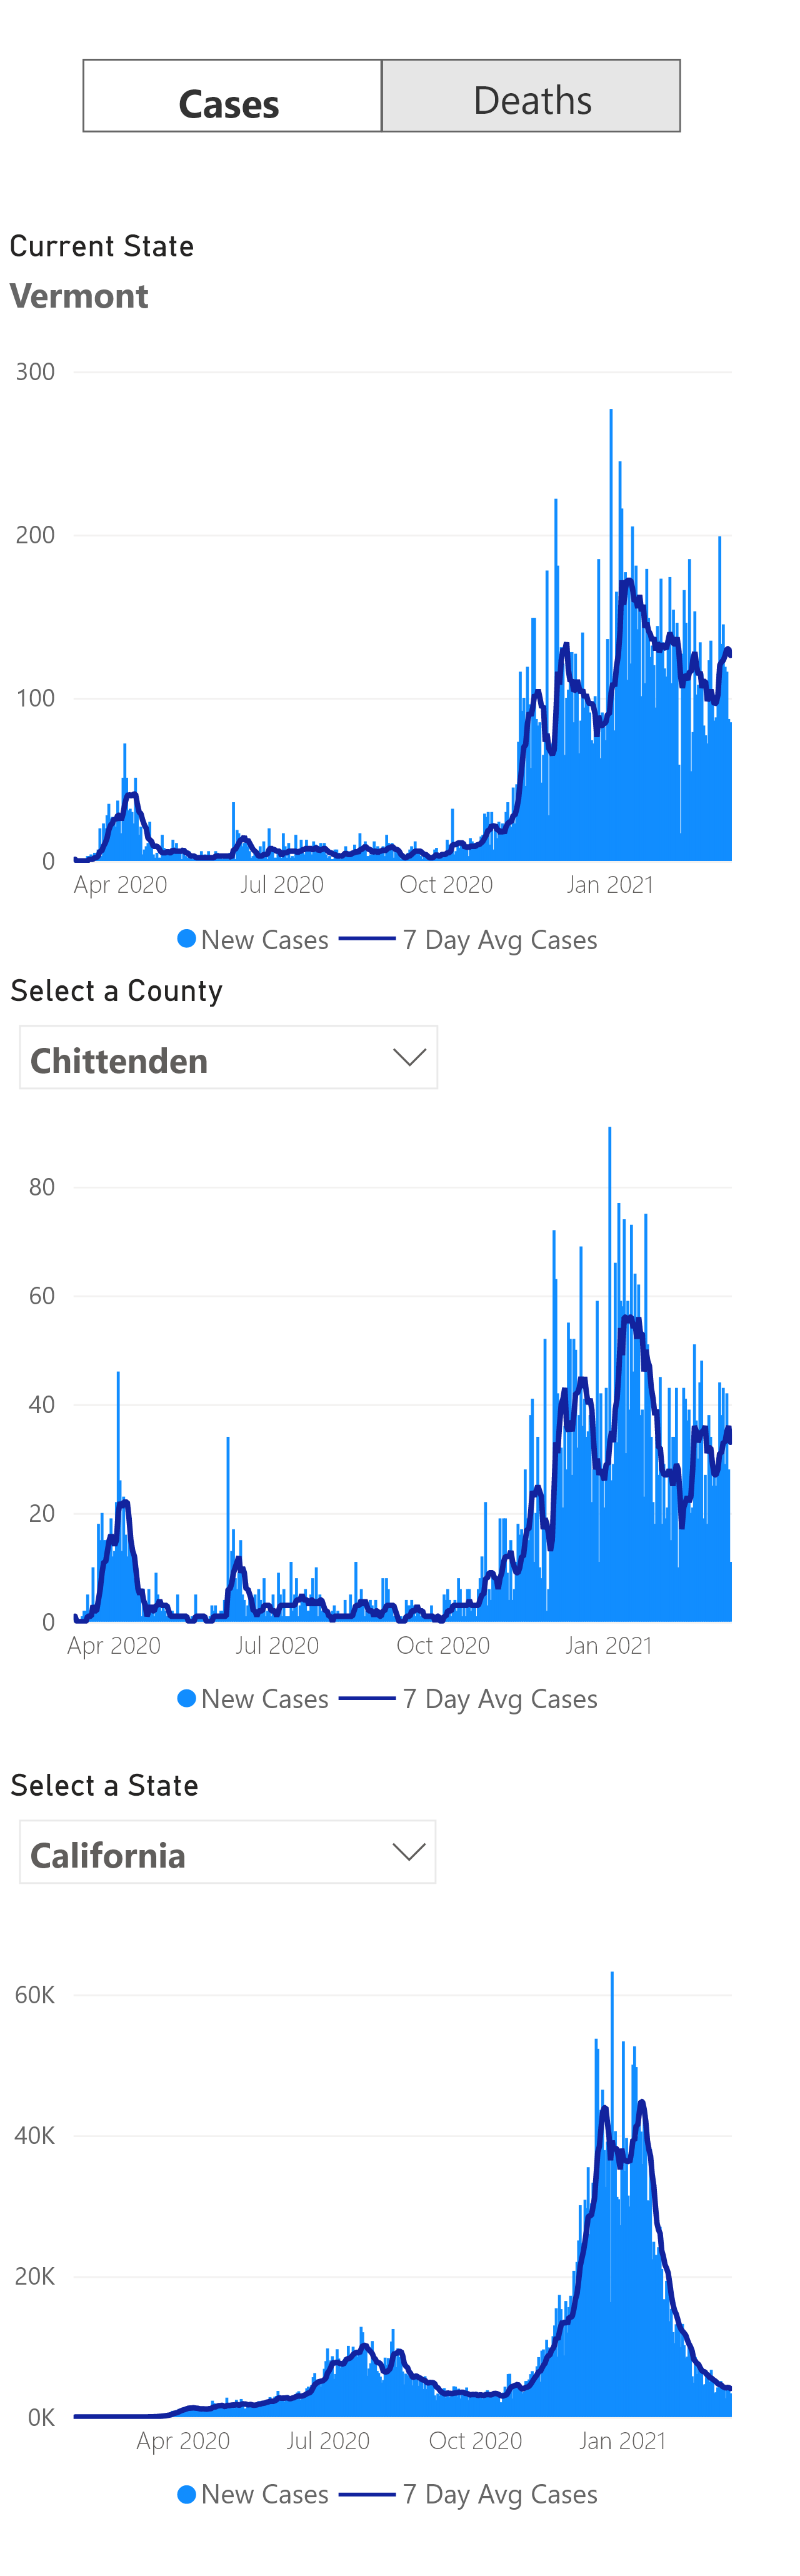 Cases Deaths
Current State
Vermont
300
200
100
0
Apr 2020 Jul 2020 Oct 2020 Jan 2021
New Cases 7 Day Avg Cases
Select a County
Chittenden
80
60
40
20
0
Apr 2020 Jul 2020 Oct 2020 Jan 2021
New Cases 7 Day Avg Cases
Select a State
California
60K
40K
20K
0K
Apr 2020 Jul 2020 Oct 2020 Jan 2021
New Cases 7 Day Avg Cases